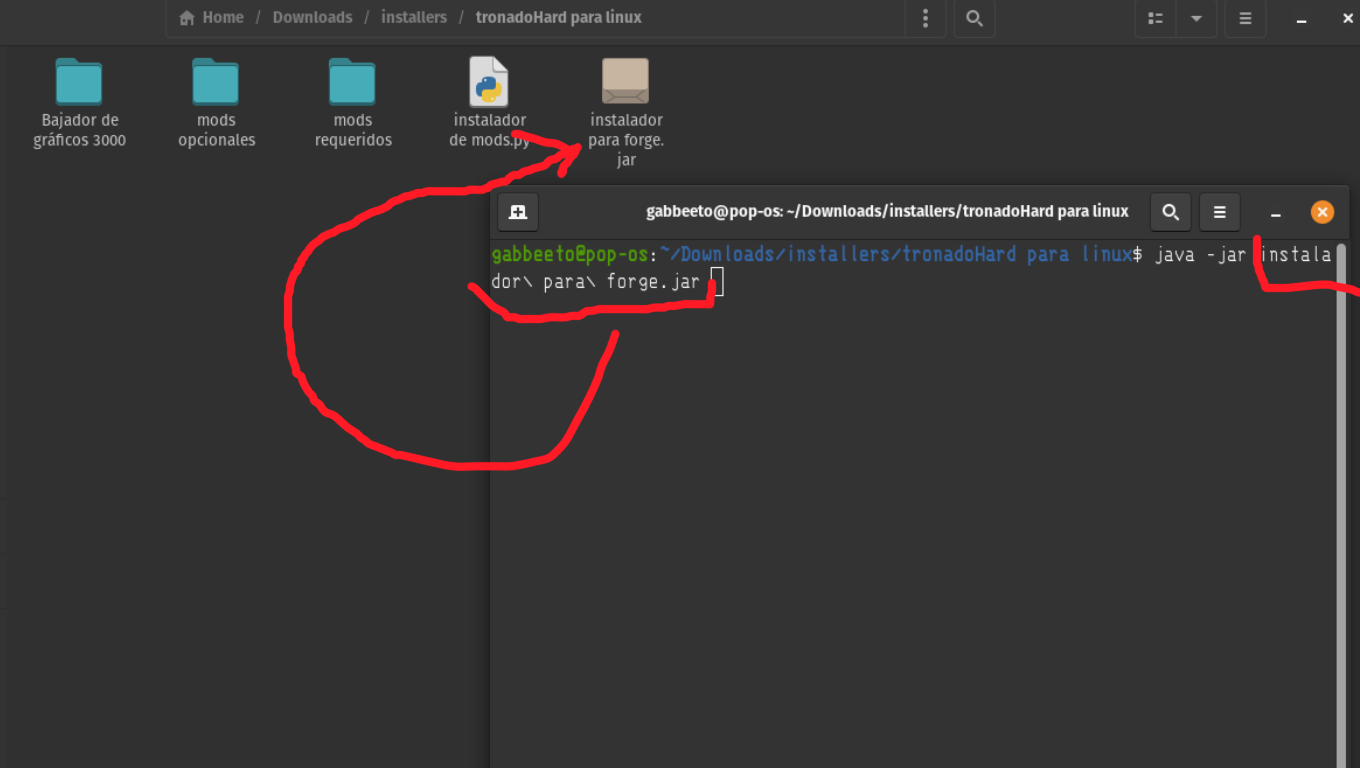 Home / Downloads / installers / tronadoHard para linux
Bajador de
gráficos 3000
mods
opcionales
mods
requeridos
instalador
de mods.py
instalador
para forge.
jar
gabbeeto@pop-os: ~/Downloads/installers/tronadoHard para linux
gabbeeto@pop-os:~/Downloads/installers/tronadoHard para linux$ java -jar instala
dor\ para\ forge.jar